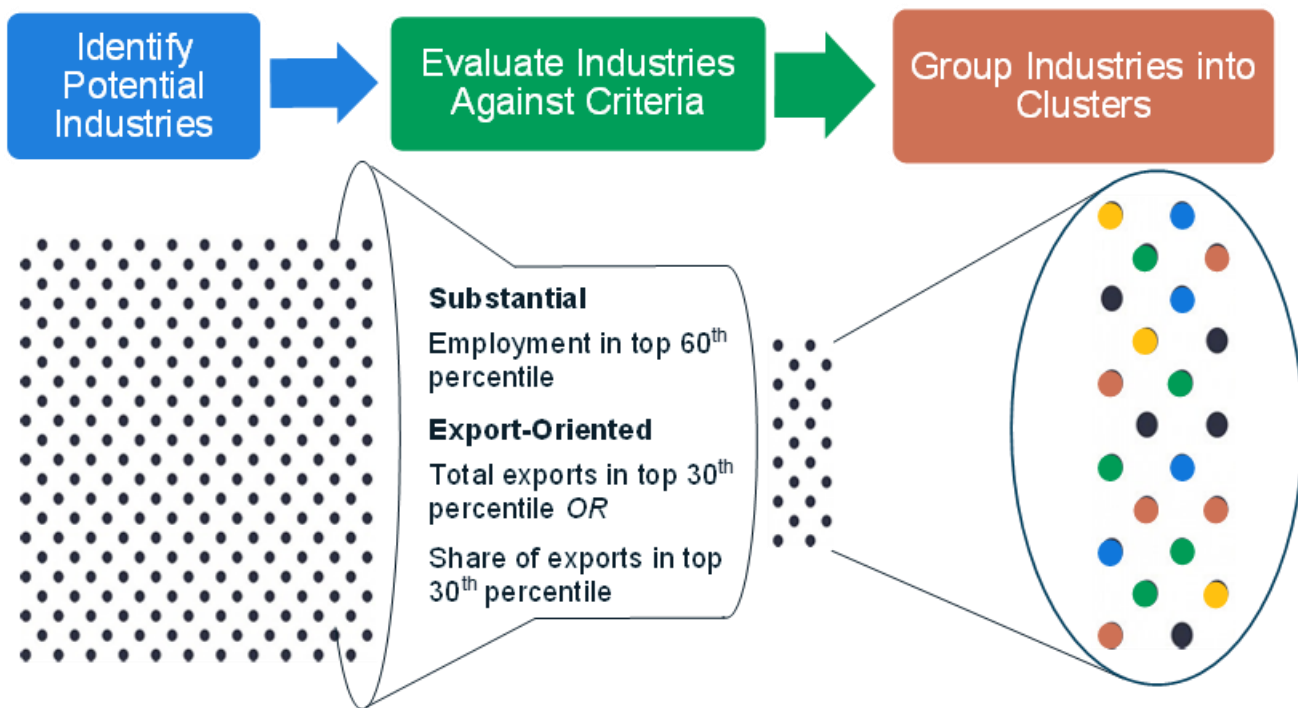 Identify
Potential
Industries
Evaluate Industries
Against Criteria
Group Industries into
Clusters
Substantial
Employment in top 60th
percentile
Export-Oriented
Total exports in top 30th
percentile OR
Share of exports in top
30th percentile